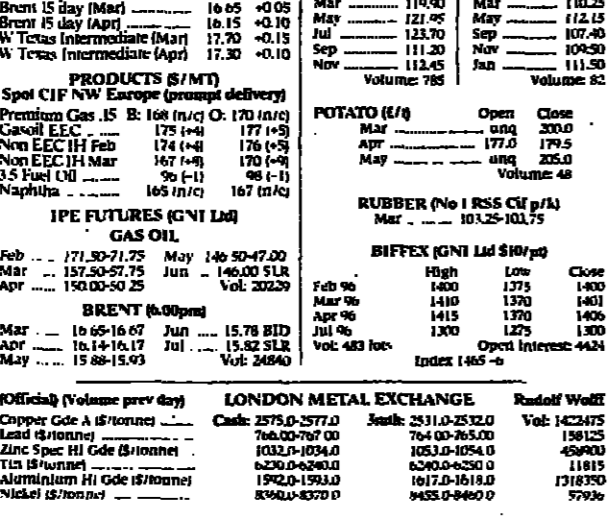 Brent 15 day (Mar) ............ 16.65 +0.05
Brent 15 day (Apr) ............ 16.15 +0.10
W Texas Intermediate (Mar) 17.70 +0.15
W Texas Intermediate (Apr) 17.30 +0.10
PRODUCTS ($/MT)
Spot CIF NW Europe (prompt delivery)
Premium Gas .15 B: 168 (n/c) O: 170 (n/c)
Gasoil EEC ...... 175 (+4) 177 (+5)
Non EEC 1H Feb 174 (+4) 176 (+5)
Non EEC 1H Mar 167 (+9) 170 (+9)
3.5 Fuel Oil ........ 96 (-1) 98 (-1)
Naphtha ......... 165 (n/c) 167 (n/c)
IPE FUTURES (GNI Ltd)
GAS OIL
Feb .... 171.50-71.75 May 146.50-47.00
Mar .... 157.50-57.75 Jun .. 146.00 SLR
Apr ..... 150.00-50.25 Vol: 20229
BRENT (6.00pm)
Mar ..... 16.65-16.67 Jun ..... 15.78 BID
Apr ...... 16.14-16.17 Jul ...... 15.82 SLR
May ..... 15.88-15.93 Vol: 24840
Mar ............ 119.90
May ............ 121.95
Jul ............ 123.70
Sep ............ 111.20
Nov ............ 112.45
Volume: 785
Mar ............ 110.25
May ............ 112.15
Sep ............ 107.40
Nov ............ 109.50
Jan ............ 111.50
Volume: 82
POTATO (£/t) Open Close
Mar ................... unq 200.0
Apr ................... 177.0 179.5
May ................... unq 205.0
Volume: 48
RUBBER (No 1 RSS Cif p/k)
Mar ......... 103.25-103.75
BIFFEX (GNI Ltd $10/pt)
High Low Close
Feb 96 1400 1375 1400
Mar 96 1410 1370 1401
Apr 96 1415 1370 1406
Jul 96 1300 1275 1300
Vol: 483 lots Open Interest: 4424
Index 1465 -6
(Official) (Volume prev day) LONDON METAL EXCHANGE Rudolf Wolff
Copper Gde A ($/tonne) ...... Cash: 2575.0-2577.0 3mth: 2531.0-2532.0 Vol: 1422475
Lead ($/tonne) .................. 766.00-767.00 764.00-765.00 158125
Zinc Spec Hi Gde ($/tonne) 1032.0-1034.0 1053.0-1054.0 458900
Tin ($/tonne) .................. 6230.0-6240.0 6240.0-6250.0 11815
Aluminium Hi Gde ($/tonne) 1592.0-1593.0 1617.0-1618.0 1318350
Nickel ($/tonne) .................. 8360.0-8370.0 8455.0-8460.0 57936